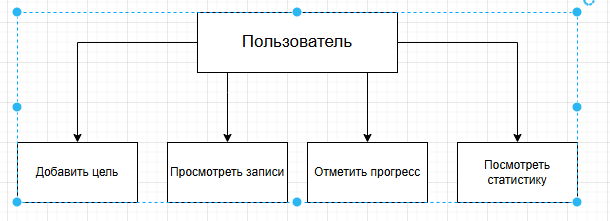 Пользователь
Добавить цель
Просмотреть записи
Отметить прогресс
Посмотреть
статистику